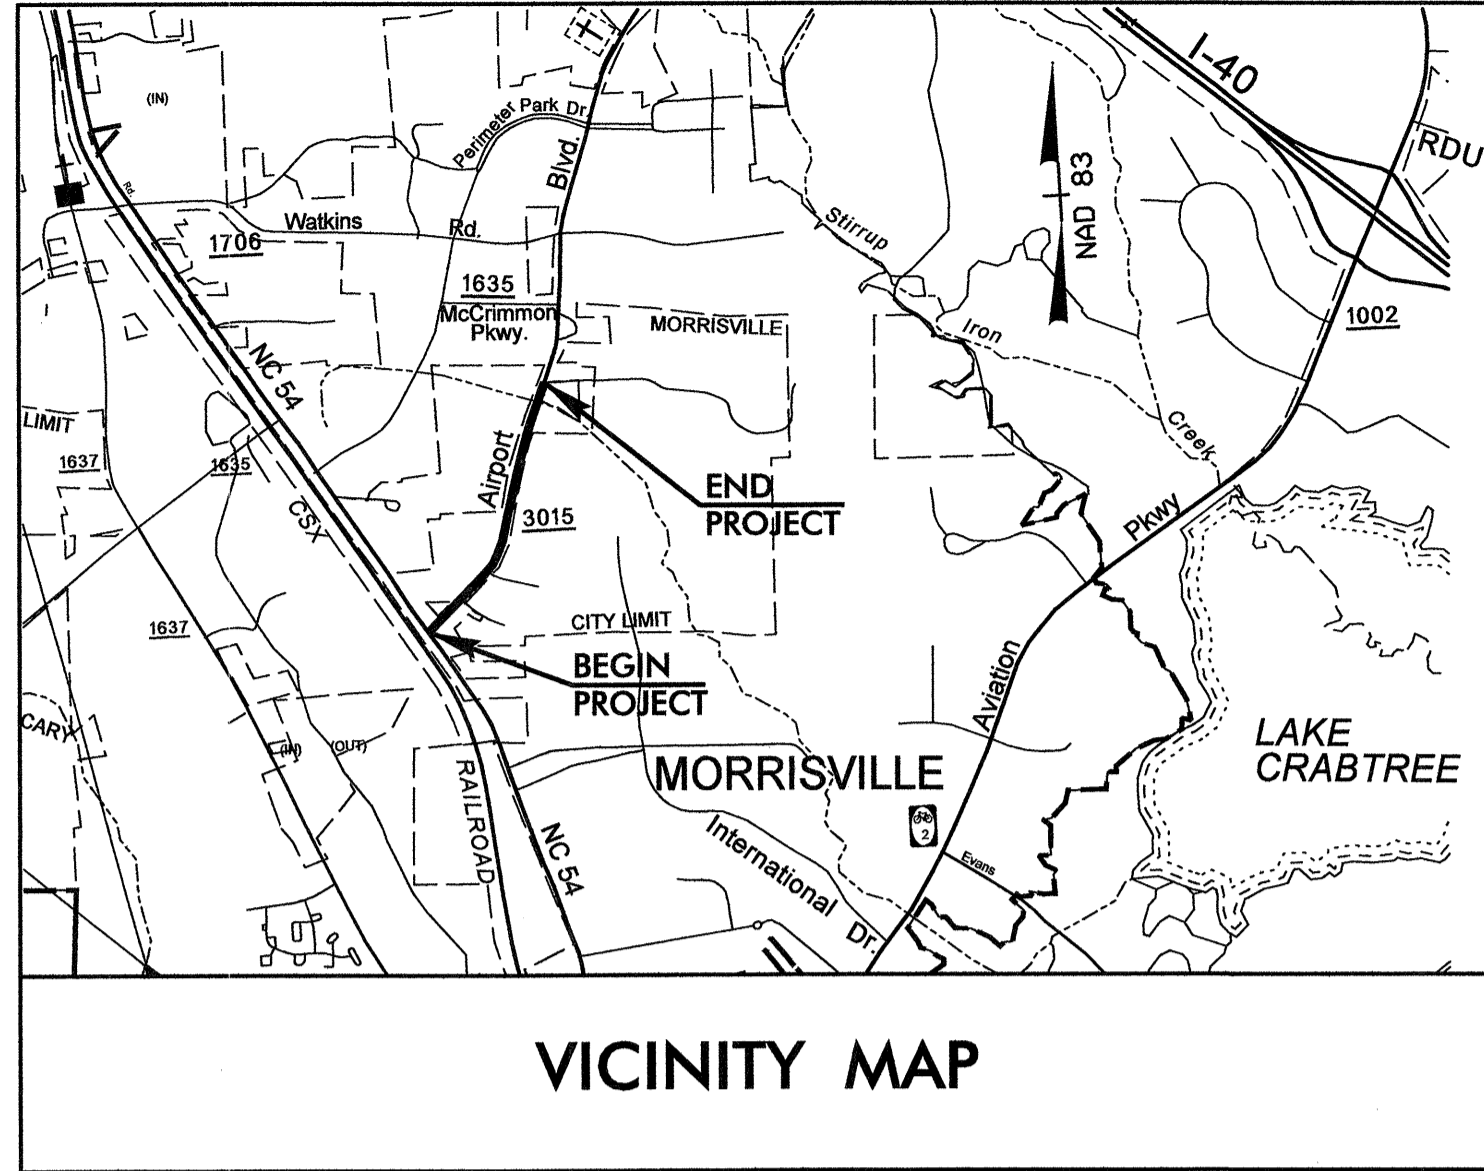 I-40
(IN)
Perimeter Park Dr.
RDU
Blvd.
NAD 83
Rd.
Watkins Rd.
Stirrup
1706
1635
McCrimmon
Pkwy.
MORRISVILLE
Iron
1002
NC 54
LIMIT
Creek
1637
1635
Airport
END
PROJECT
CSX
3015
Pkwy
1637
CITY LIMIT
BEGIN
PROJECT
Aviation
CARY
(IN)
(OUT)
LAKE
CRABTREE
MORRISVILLE
RAILROAD
NC 54
2
International Dr.
Evans
VICINITY MAP